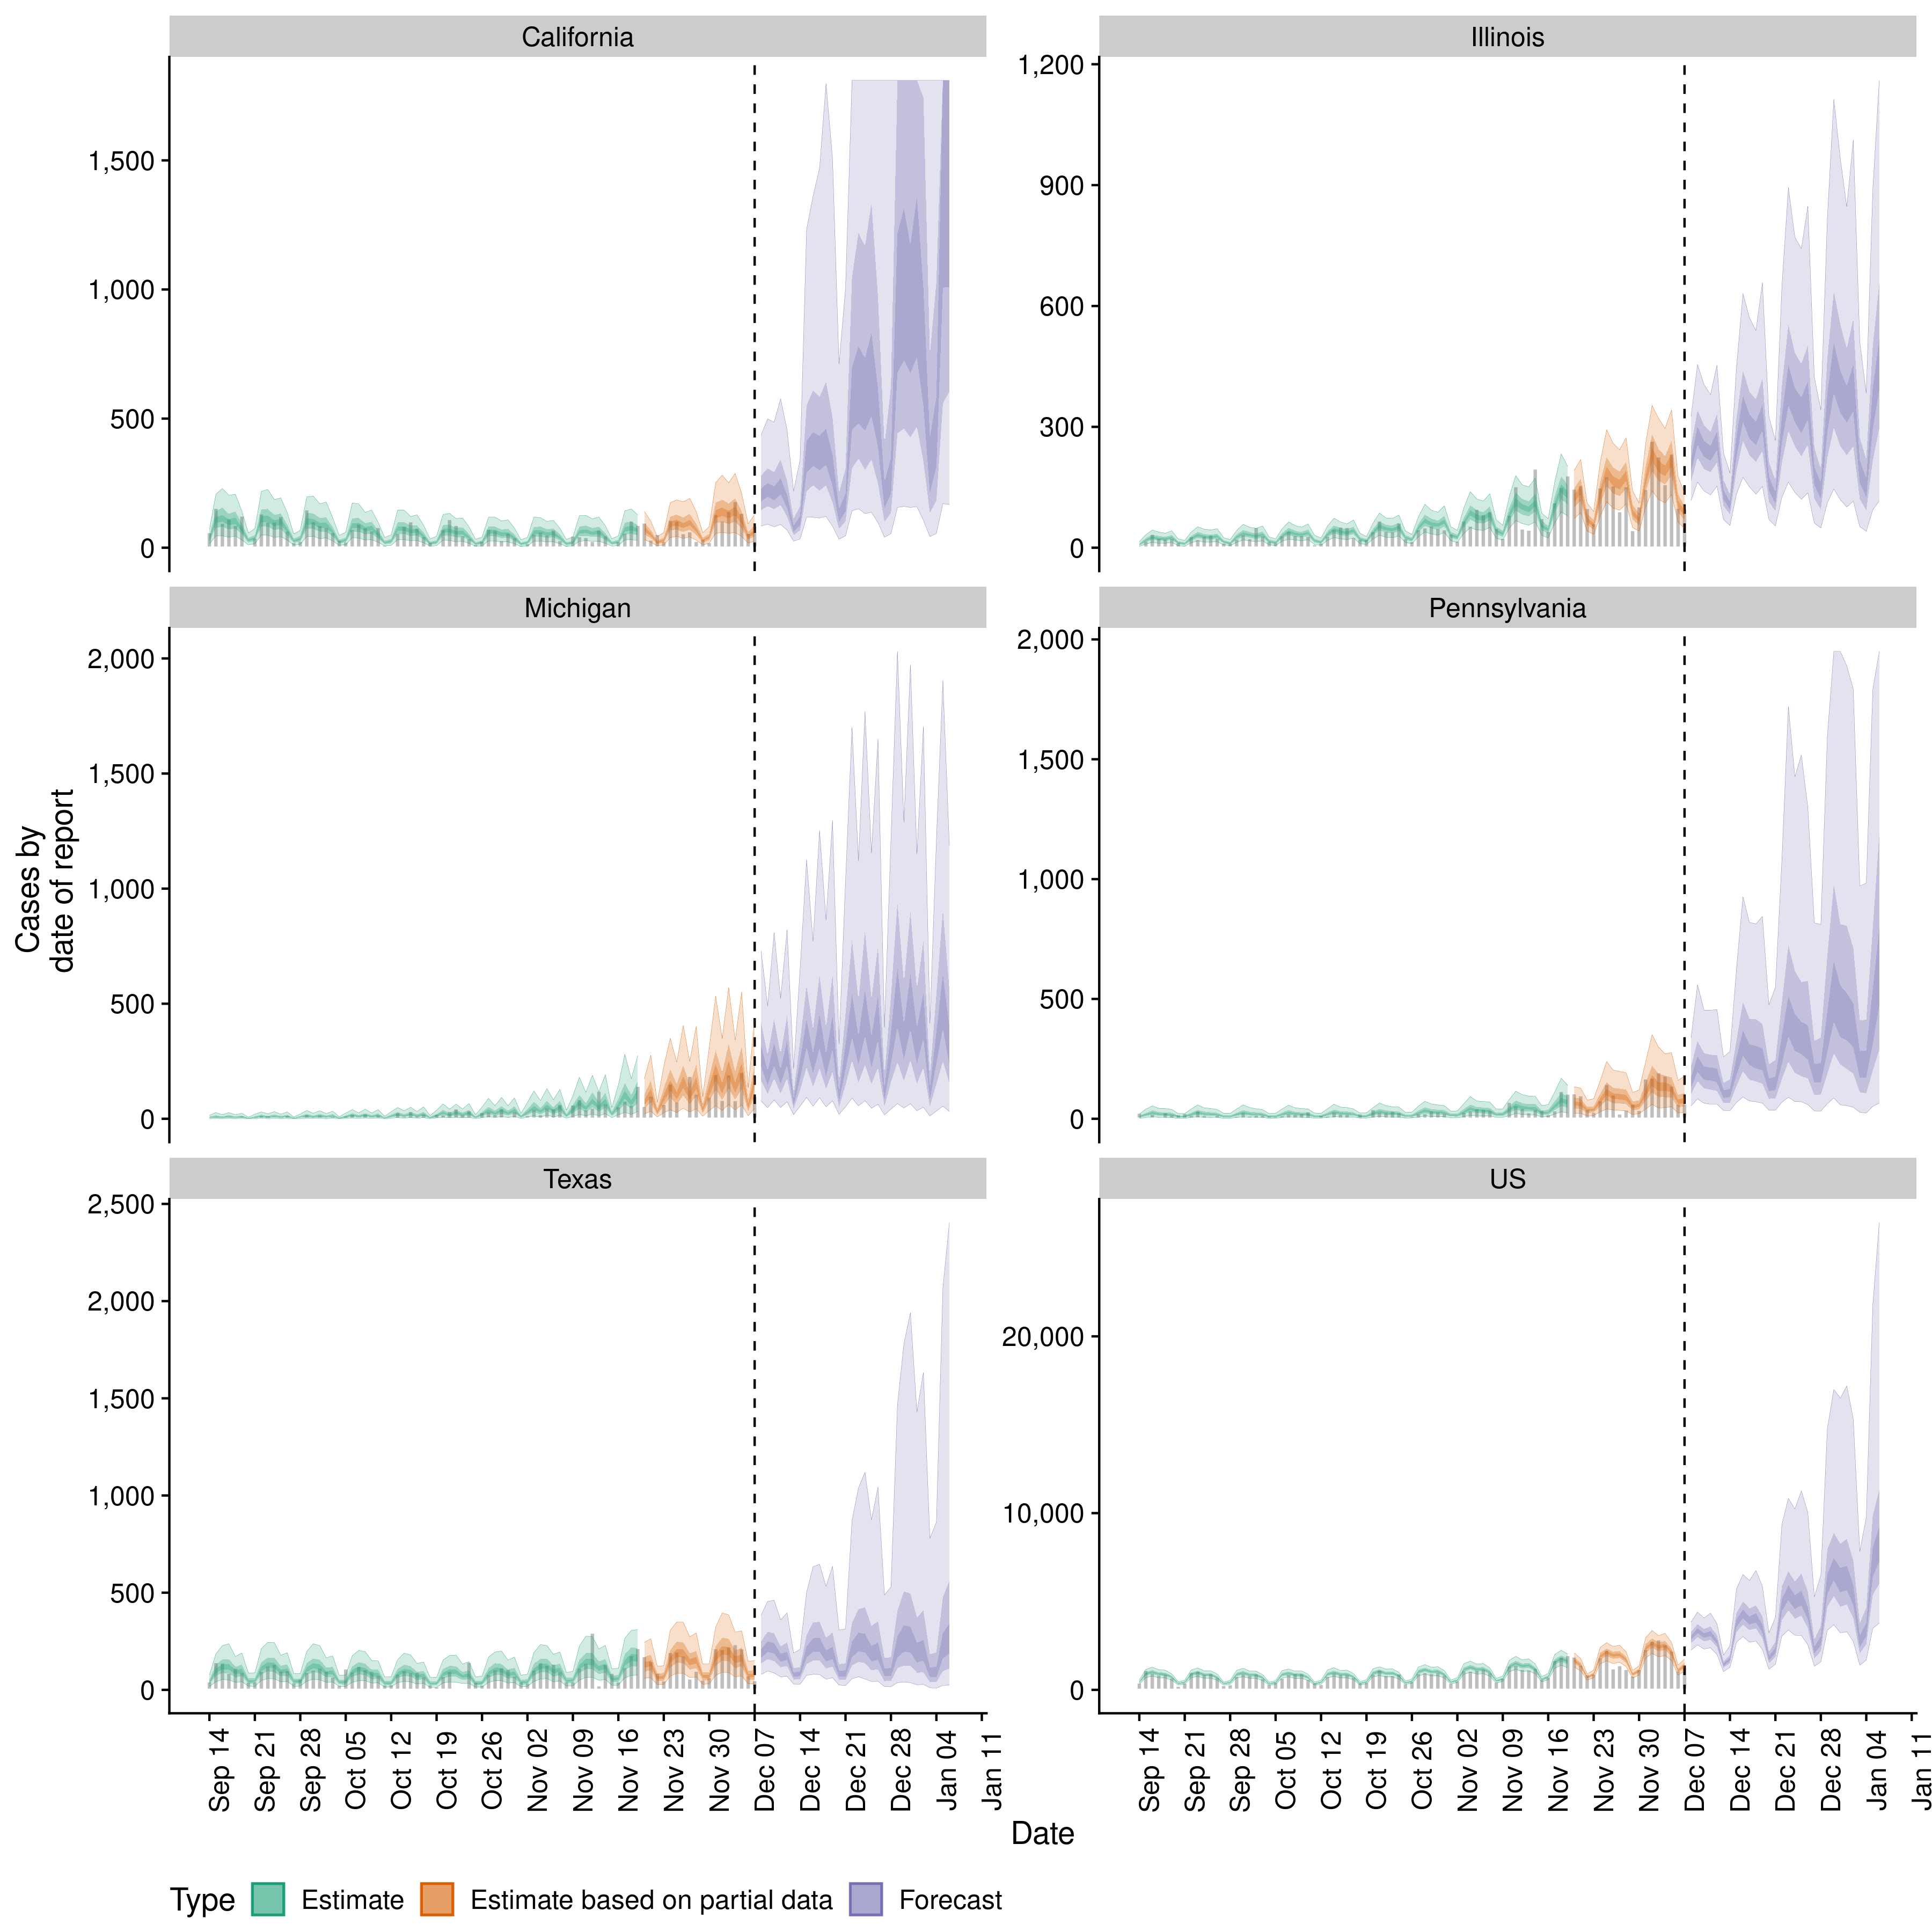 California
Illinois
1,500
1,000
500
0
1,200
900
600
300
0
Michigan
Pennsylvania
2,000
1,500
1,000
500
0
2,000
1,500
1,000
500
0
Texas
US
2,500
2,000
1,500
1,000
500
0
20,000
10,000
0
Cases by
date of report
Sep 14
Sep 21
Sep 28
Oct 05
Oct 12
Oct 19
Oct 26
Nov 02
Nov 09
Nov 16
Nov 23
Nov 30
Dec 07
Dec 14
Dec 21
Dec 28
Jan 04
Jan 11
Sep 14
Sep 21
Sep 28
Oct 05
Oct 12
Oct 19
Oct 26
Nov 02
Nov 09
Nov 16
Nov 23
Nov 30
Dec 07
Dec 14
Dec 21
Dec 28
Jan 04
Jan 11
Date
Type Estimate Estimate based on partial data Forecast